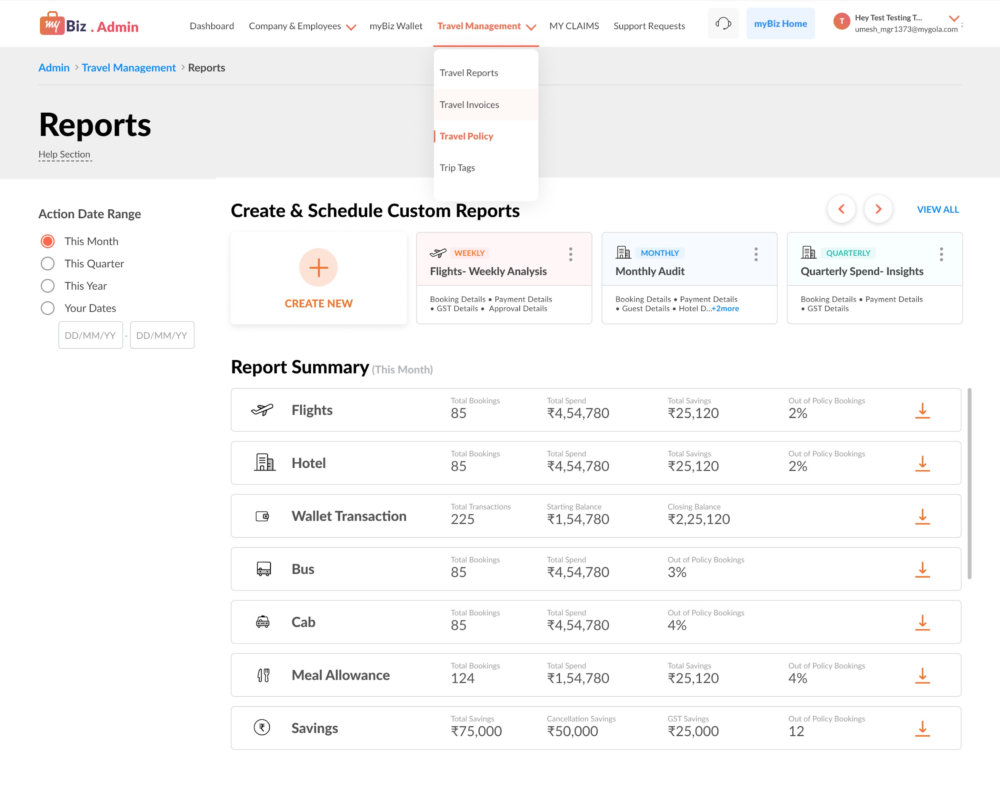 my Biz . Admin
Dashboard
Company & Employees
myBiz Wallet
Travel Management
MY CLAIMS
Support Requests
myBiz Home
T
Hey Test Testing T...
umesh_mgr1373@mygola.com ;
Travel Reports
Travel Invoices
Travel Policy
Trip Tags
Admin > Travel Management > Reports
Reports
Help Section
Action Date Range
This Month
This Quarter
This Year
Your Dates
DD/MM/YY - DD/MM/YY
Create & Schedule Custom Reports
VIEW ALL
CREATE NEW
WEEKLY
Flights- Weekly Analysis
Booking Details • Payment Details
• GST Details • Approval Details
MONTHLY
Monthly Audit
Booking Details • Payment Details
• Guest Details • Hotel D...+2more
QUARTERLY
Quarterly Spend- Insights
Booking Details • Payment Details
• GST Details
Report Summary (This Month)
Flights
Total Bookings
85
Total Spend
₹4,54,780
Total Savings
₹25,120
Out of Policy Bookings
2%
Hotel
Total Bookings
85
Total Spend
₹4,54,780
Total Savings
₹25,120
Out of Policy Bookings
2%
Wallet Transaction
Total Transactions
225
Starting Balance
₹1,54,780
Closing Balance
₹2,25,120
Bus
Total Bookings
85
Total Spend
₹4,54,780
Out of Policy Bookings
3%
Cab
Total Bookings
85
Total Spend
₹4,54,780
Out of Policy Bookings
4%
Meal Allowance
Total Bookings
124
Total Spend
₹1,54,780
Total Savings
₹25,120
Out of Policy Bookings
4%
₹
Savings
Total Savings
₹75,000
Cancellation Savings
₹50,000
GST Savings
₹25,000
Out of Policy Bookings
12